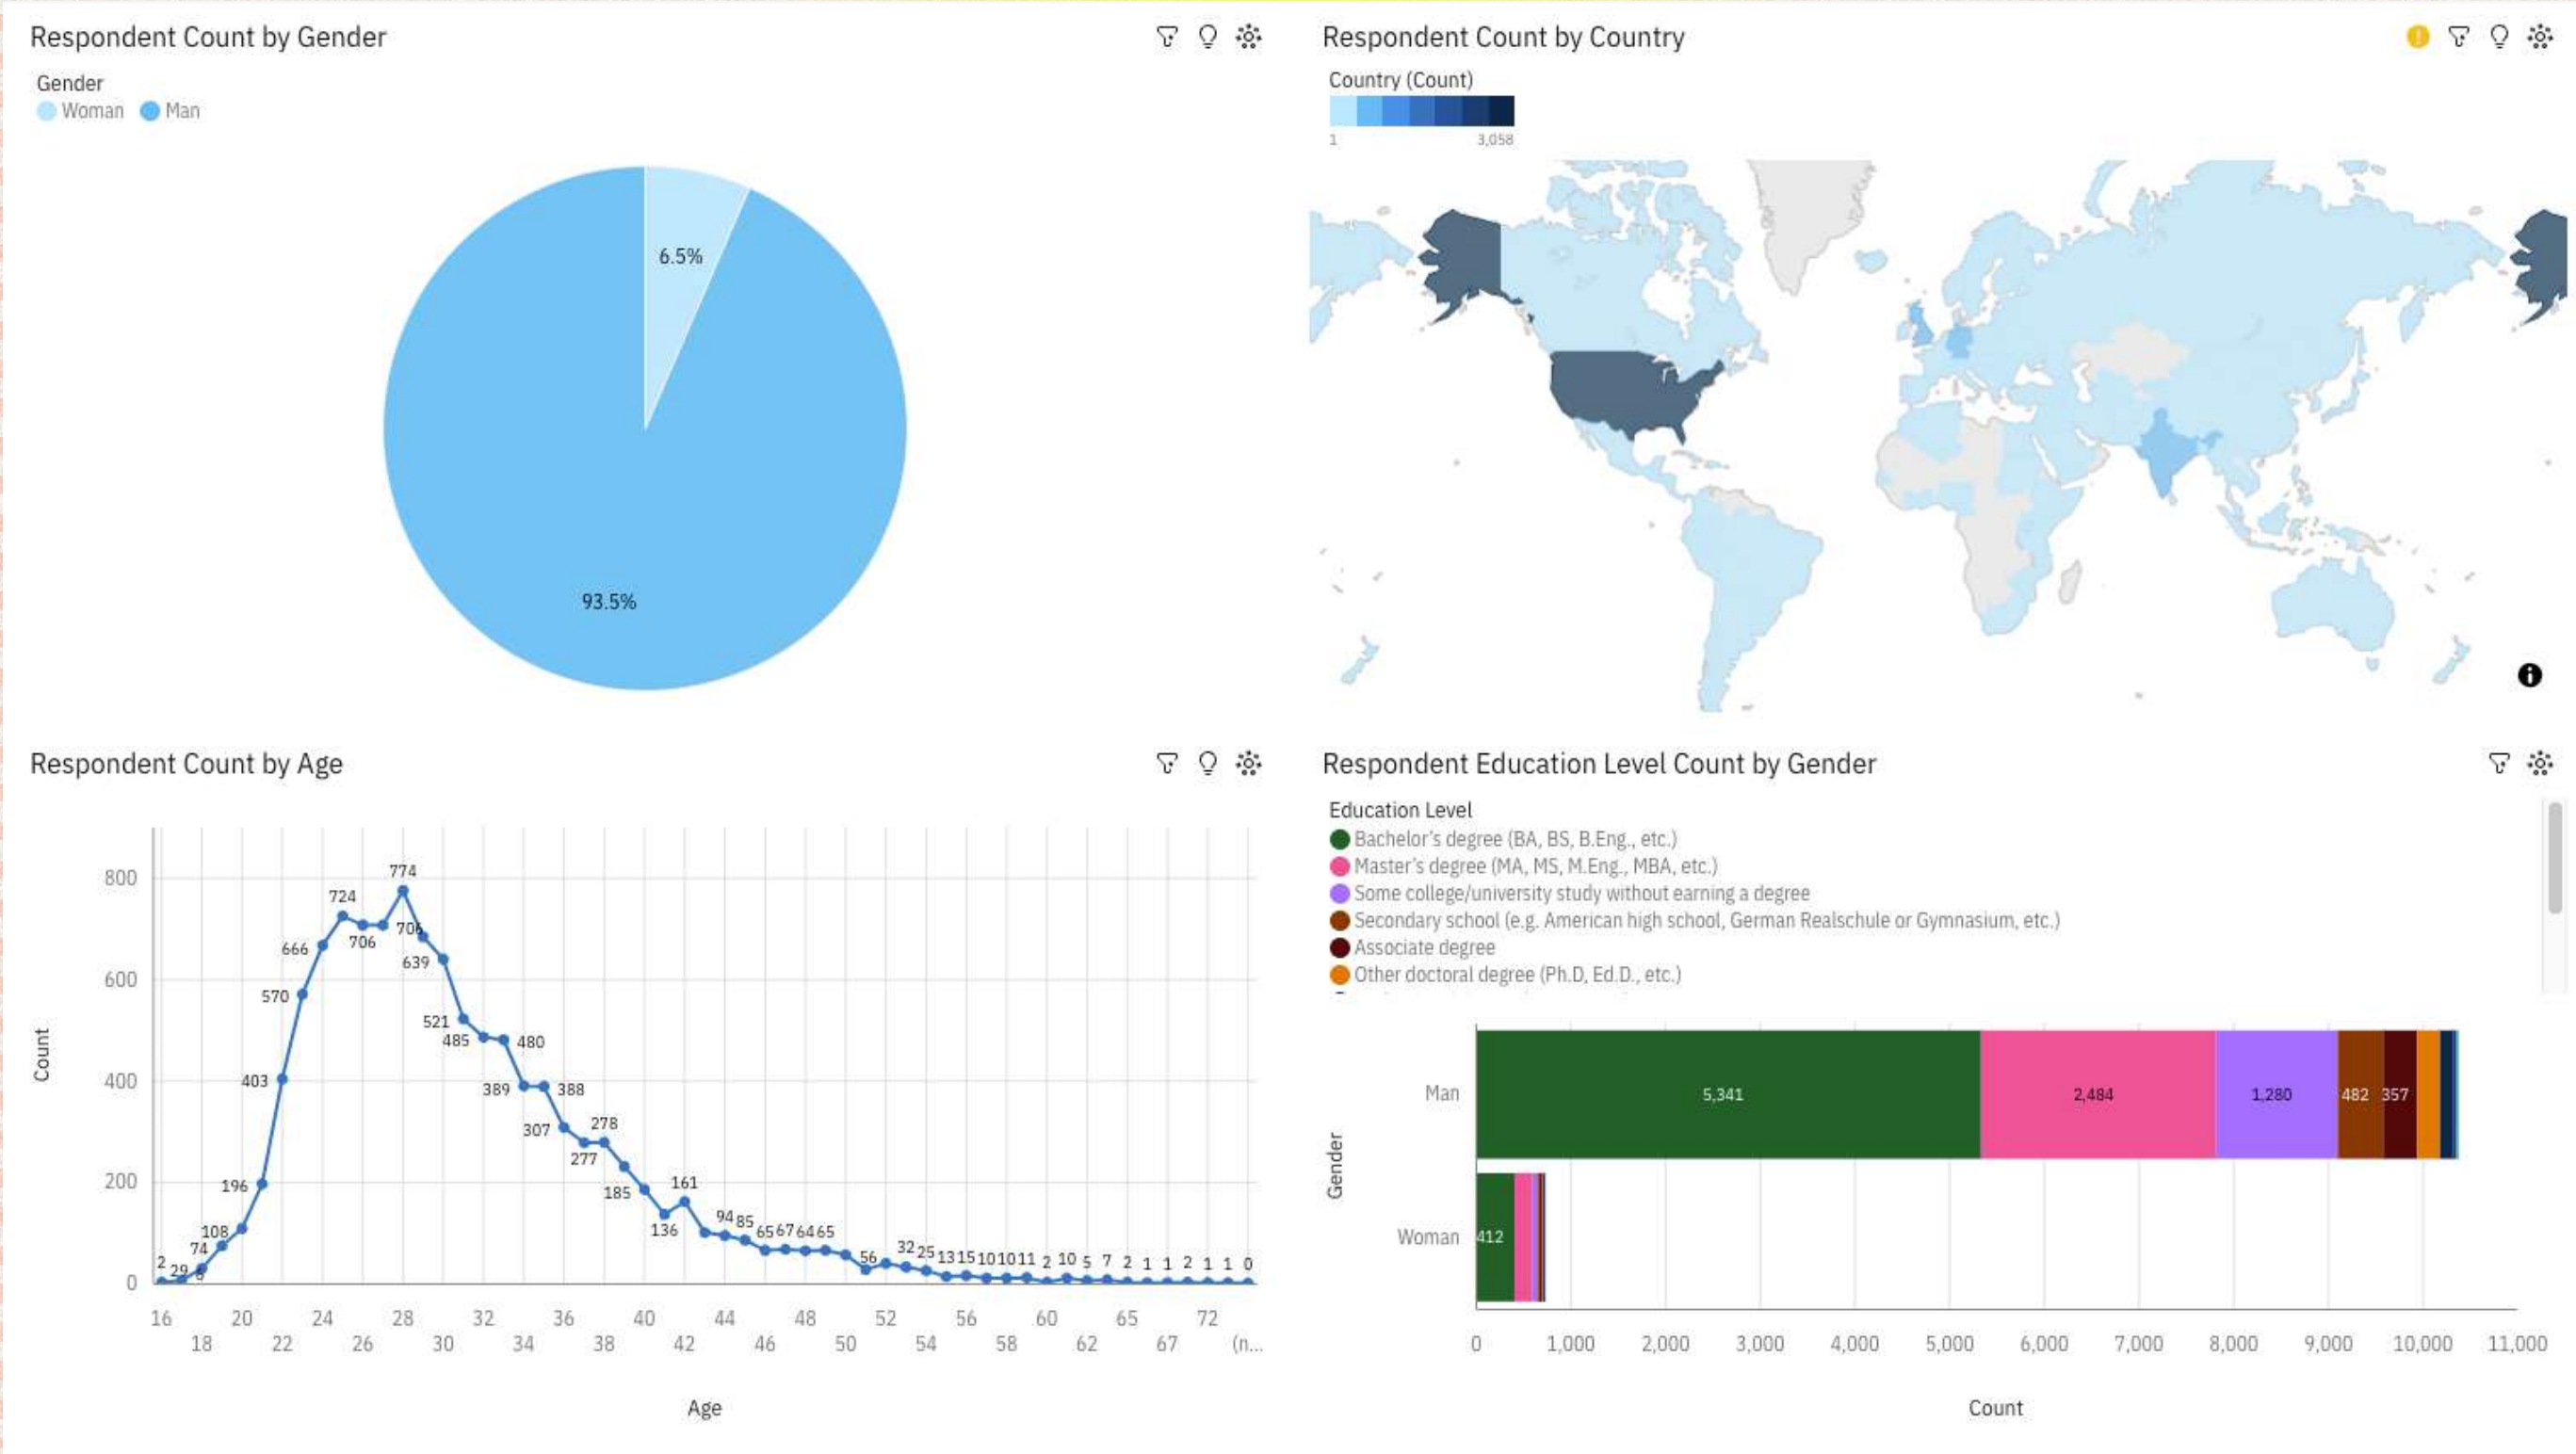 Respondent Count by Gender
Gender
Woman Man
6.5%
93.5%
Respondent Count by Country
Country (Count)
1 3,058
Respondent Count by Age
Count
800
600
400
200
0
2 29 6 74 108 196 403 570 666 724 706 774 706 639 521 485 480 389 388 307 277 278 185 136 161 94 85 65 67 64 65 56 32 25 13 15 10 10 11 2 10 5 7 2 1 1 2 1 1 0
16 20 24 28 32 36 40 44 48 52 56 60 65 72
18 22 26 30 34 38 42 46 50 54 58 62 67 (n...
Age
Respondent Education Level Count by Gender
Education Level
Bachelor's degree (BA, BS, B.Eng., etc.)
Master's degree (MA, MS, M.Eng., MBA, etc.)
Some college/university study without earning a degree
Secondary school (e.g. American high school, German Realschule or Gymnasium, etc.)
Associate degree
Other doctoral degree (Ph.D, Ed.D., etc.)
Gender
Man 5,341 2,484 1,280 482 357
Woman 412
0 1,000 2,000 3,000 4,000 5,000 6,000 7,000 8,000 9,000 10,000 11,000
Count